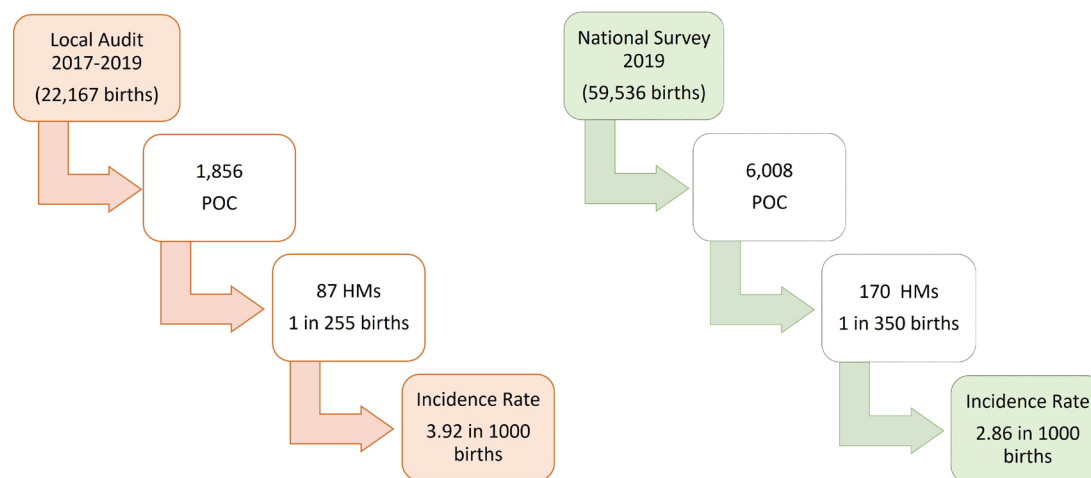 Local Audit
2017-2019
(22,167 births)
1,856
POC
87 HMs
1 in 255 births
Incidence Rate
3.92 in 1000
births
National Survey
2019
(59,536 births)
6,008
POC
170 HMs
1 in 350 births
Incidence Rate
2.86 in 1000
births